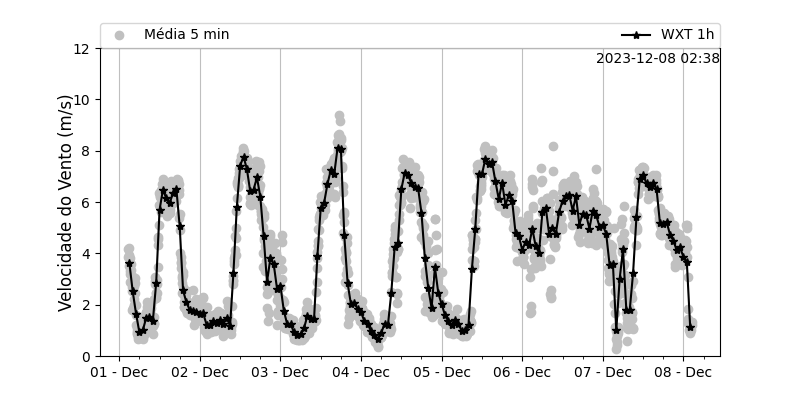 Média 5 min
WXT 1h
2023-12-08 02:38
Velocidade do Vento (m/s)
12
10
8
6
4
2
0
01 - Dec
02 - Dec
03 - Dec
04 - Dec
05 - Dec
06 - Dec
07 - Dec
08 - Dec